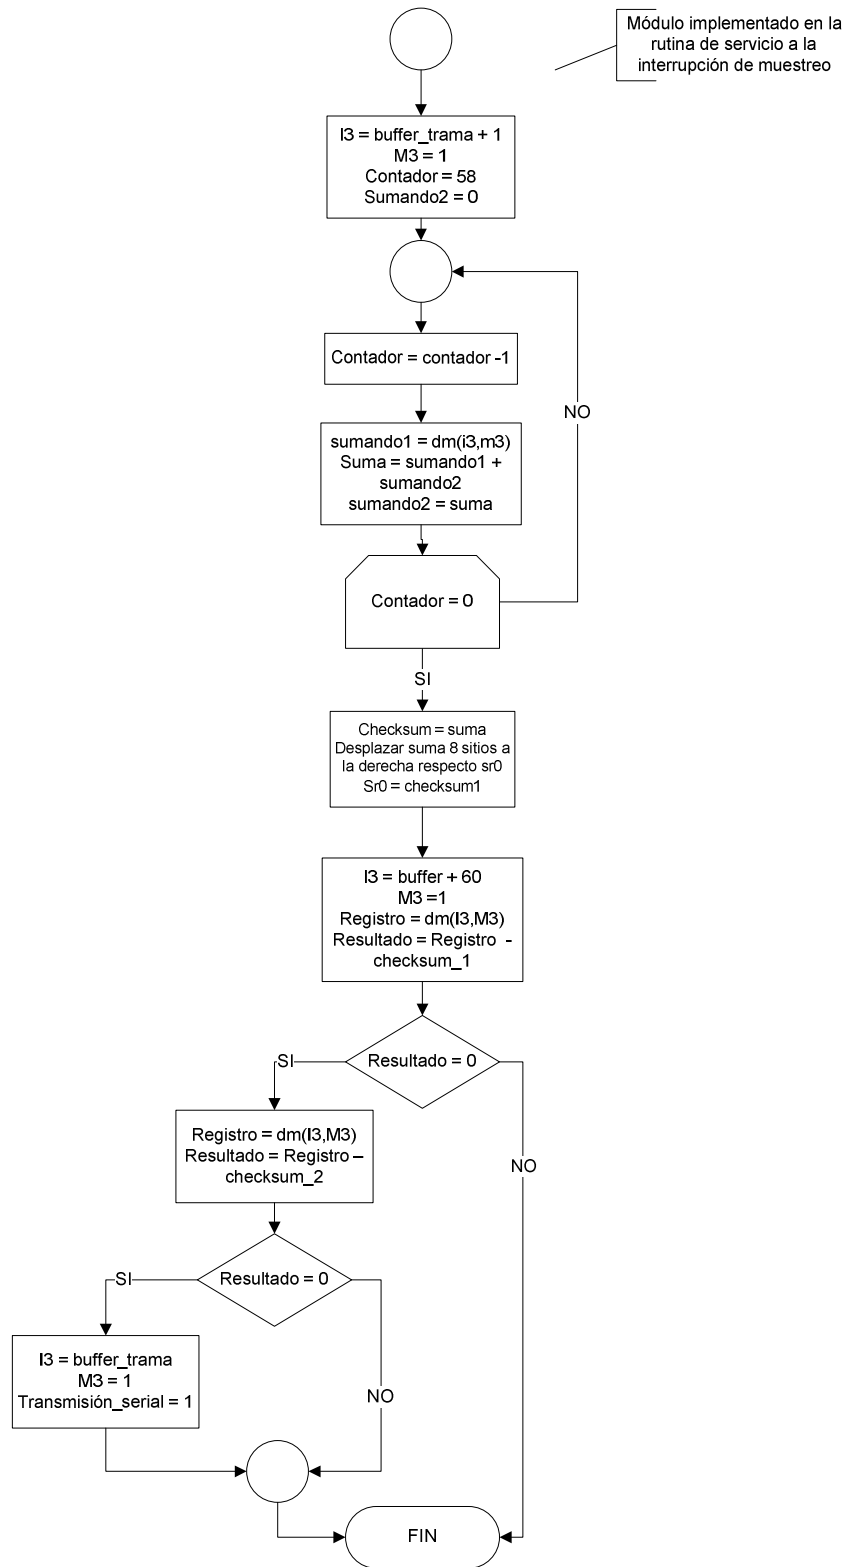 Módulo implementado en la
rutina de servicio a la
interrupción de muestreo
I3 = buffer_trama + 1
M3 = 1
Contador = 58
Sumando2 = 0
Contador = contador -1
NO
sumando1 = dm(i3,m3)
Suma = sumando1 +
sumando2
sumando2 = suma
Contador = 0
SI
Checksum = suma
Desplazar suma 8 sitios a
la derecha respecto sr0
Sr0 = checksum1
I3 = buffer + 60
M3 =1
Registro = dm(I3,M3)
Resultado = Registro -
checksum_1
Resultado = 0
SI
NO
Registro = dm(I3,M3)
Resultado = Registro –
checksum_2
Resultado = 0
SI
NO
I3 = buffer_trama
M3 = 1
Transmisión_serial = 1
FIN